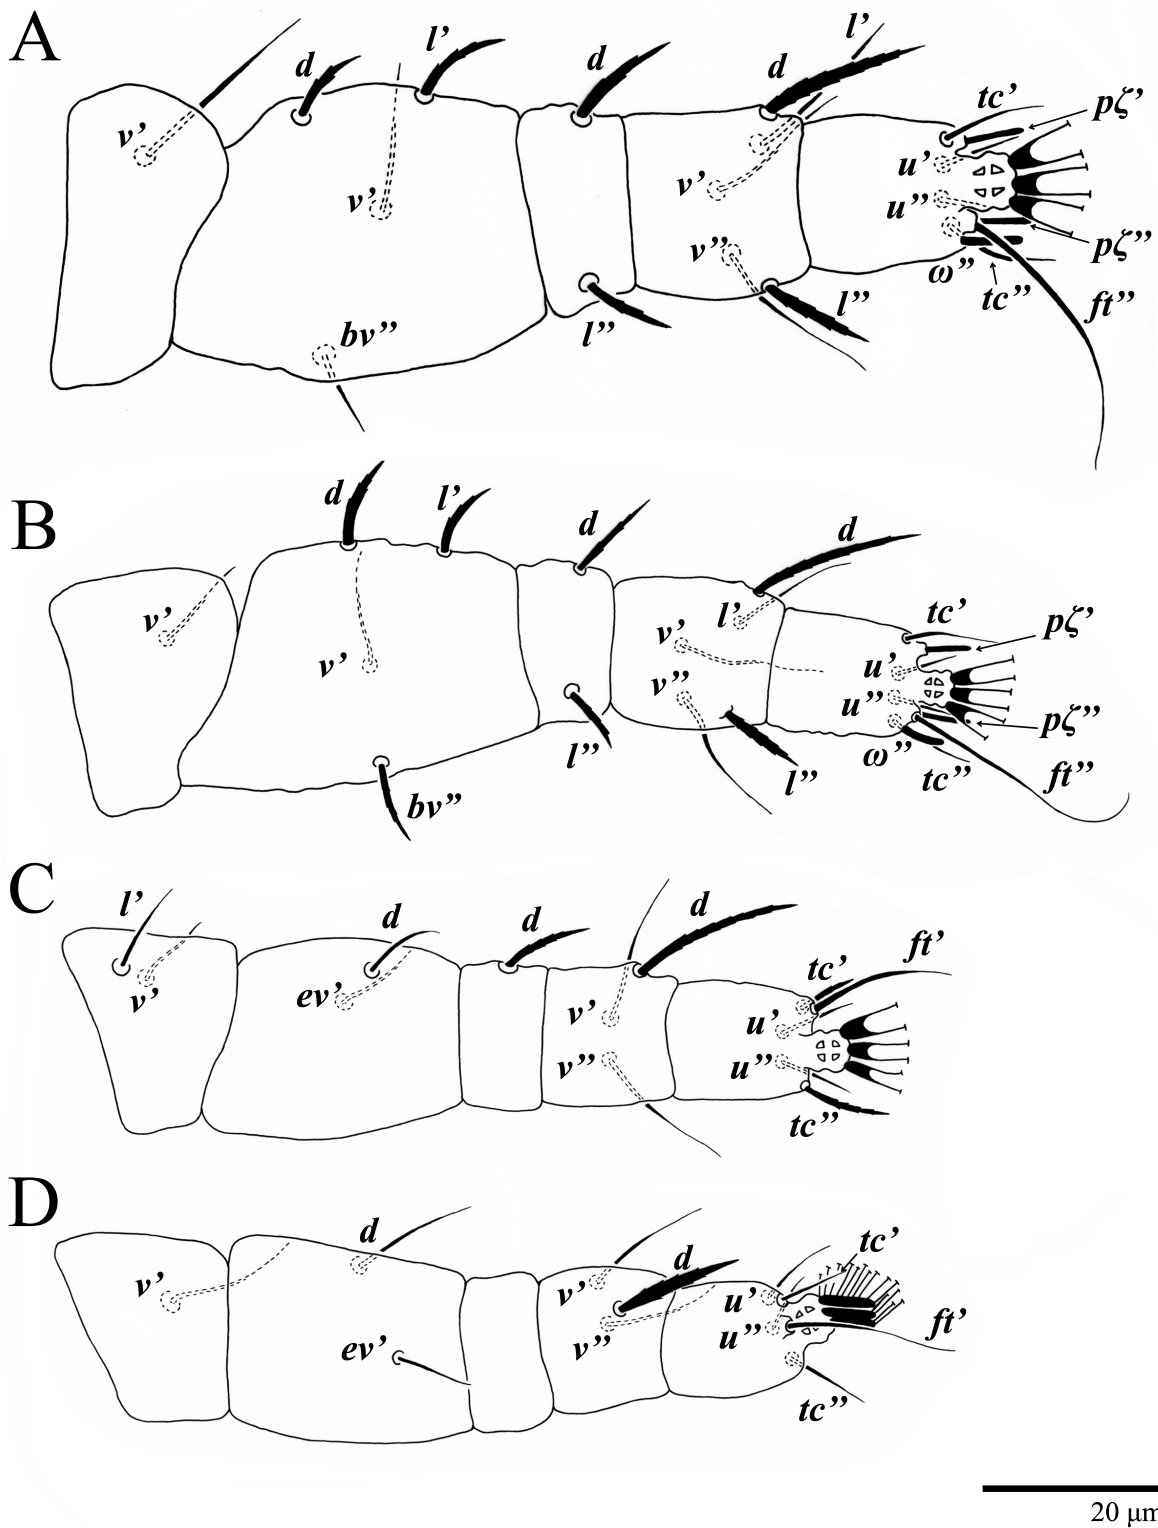 A
l’
d
l’
d
d
tc’
pζ’
v’
u’
v’
v’
u”
v”
pζ”
ω”
tc”
bv”
l”
l”
ft”
B
d
l’
d
d
v’
l’
tc’
pζ’
v’
v’
u’
v”
u”
pζ”
l”
l”
ω”
tc”
ft”
bv”
C
l’
d
d
d
ft’
tc’
v’
ev’
v’
u’
v”
u”
tc”
D
d
tc’
d
v’
v’
u’
ft’
ev’
v”
u”
tc”
20 μm